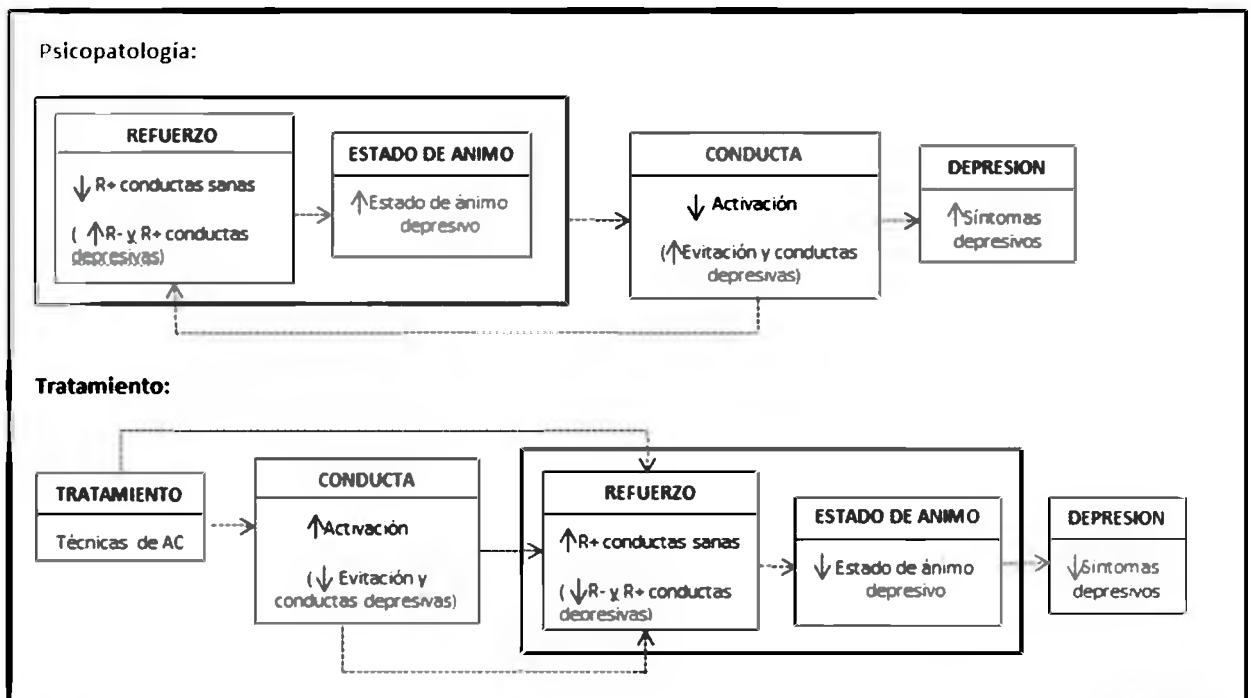 Psicopatología:
REFUERZO
↓ R+ conductas sanas
( ↑R- y R+ conductas
depresivas)
ESTADO DE ANIMO
↑Estado de ánimo
depresivo
CONDUCTA
↓ Activación
(↑Evitación y conductas
depresivas)
DEPRESION
↑Síntomas
depresivos
Tratamiento:
TRATAMIENTO
Técnicas de AC
CONDUCTA
↑Activación
(↓ Evitación y
conductas depresivas)
REFUERZO
↑R+ conductas sanas
( ↓R- y R+ conductas
depresivas)
ESTADO DE ANIMO
↓ Estado de ánimo
depresivo
DEPRESION
↓Síntomas
depresivos